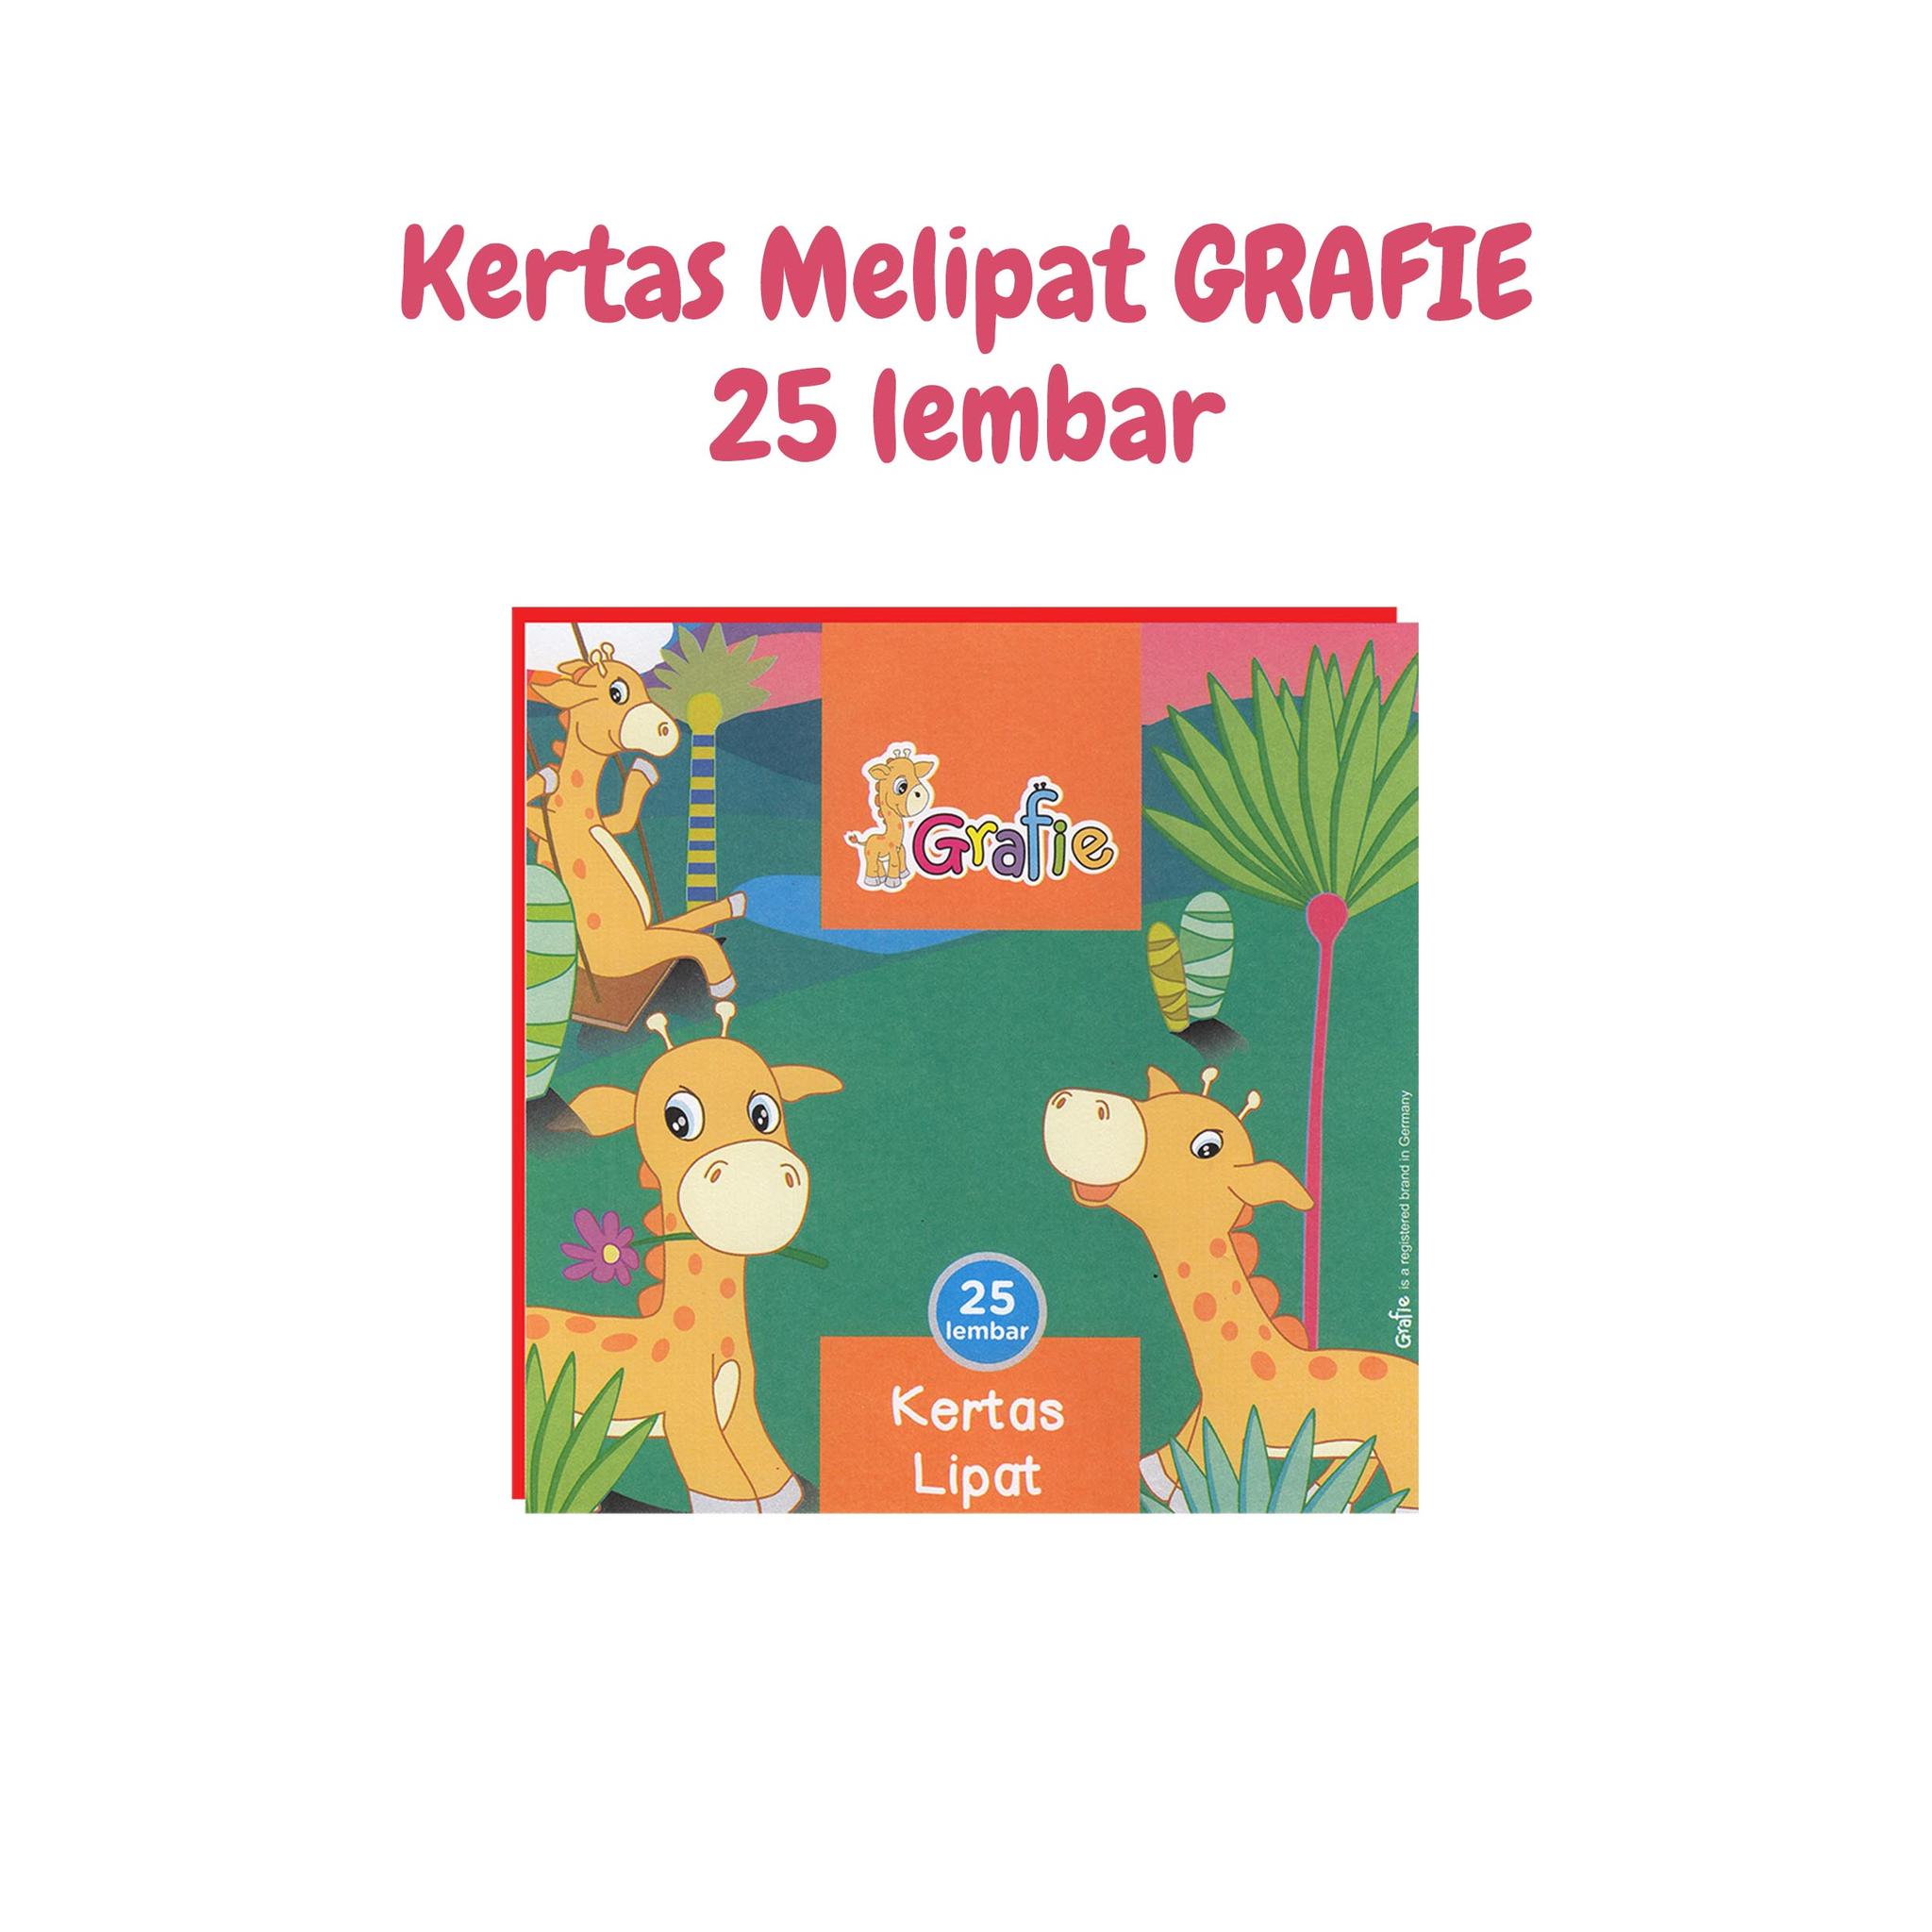 Kertas Melipat GRAFIE
25 lembar
Grafie
25
lembar
Kertas
Lipat
Grafie is a registered brand in Germany